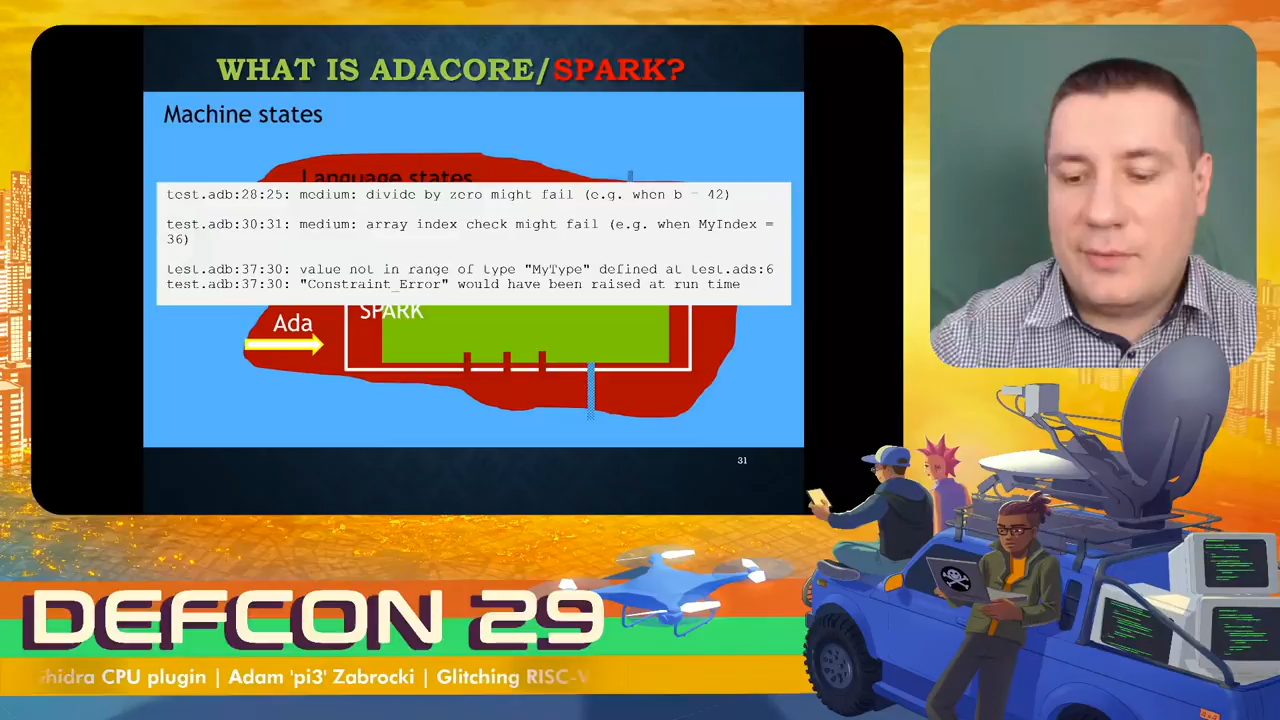 WHAT IS ADACORE/SPARK?
Machine states
Language states
test.adb:28:25: medium: divide by zero might fail (e.g. when b = 42)
test.adb:30:31: medium: array index check might fail (e.g. when MyIndex =
36)
test.adb:37:30: value not in range of type "MyType" defined at test.ads:6
test.adb:37:30: "Constraint_Error" would have been raised at run time
SPARK
Ada
31
DEFCON 29
hidra CPU plugin | Adam 'pi3' Zabrocki | Glitching RISC-V